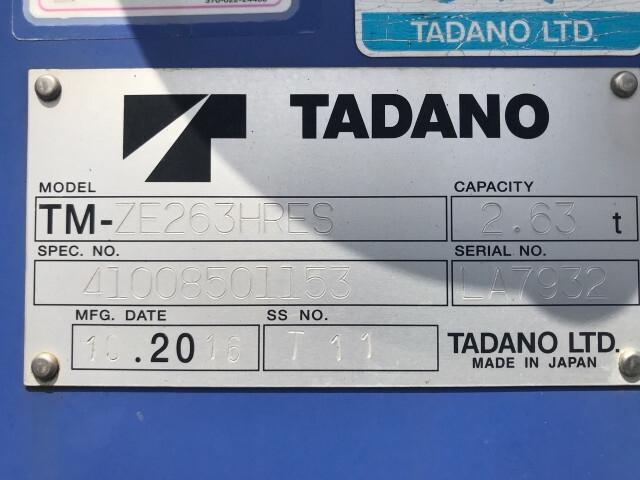 TADANO LTD.
TADANO
MODEL
TM-ZE263HRES
CAPACITY
2.63 t
SPEC. NO.
41008501153
SERIAL NO.
LA7932
MFG. DATE
10.2016
SS NO.
T11
TADANO LTD.
MADE IN JAPAN